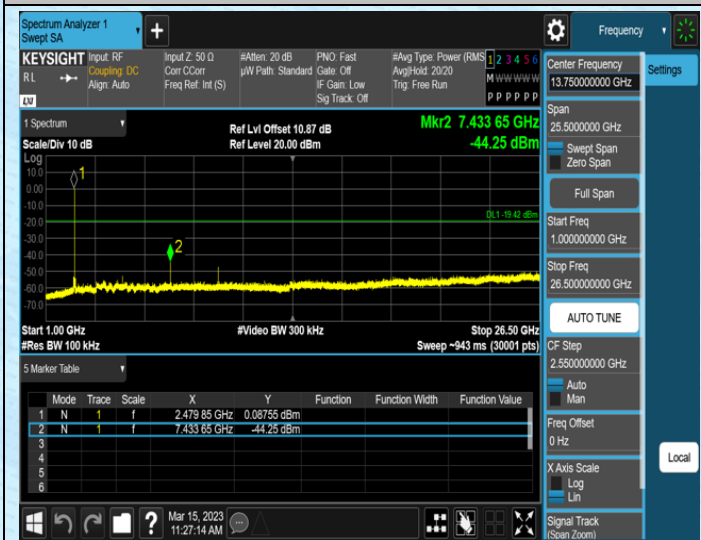 Spectrum Analyzer 1
Swept SA
Frequency
KEYSIGHT
R L
LXI
Input: RF
Coupling: DC
Align: Auto
Input Z: 50 Ω
Corr CCorr
Freq Ref: Int (S)
#Atten: 20 dB
µW Path: Standard
PNO: Fast
Gate: Off
IF Gain: Low
Sig Track: Off
#Avg Type: Power (RMS
Avg|Hold: 20/20
Trig: Free Run
1 2 3 4 5 6
M W W W W W
P P P P P P
1 Spectrum
Scale/Div 10 dB
Ref Lvl Offset 10.87 dB
Ref Level 20.00 dBm
Mkr2 7.433 65 GHz
-44.25 dBm
Log
10.0
0.00
-10.0
-20.0
-30.0
-40.0
-50.0
-60.0
-70.0
1
2
DL1 -19.42 dBm
Start 1.00 GHz
#Res BW 100 kHz
#Video BW 300 kHz
Stop 26.50 GHz
Sweep ~943 ms (30001 pts)
5 Marker Table
Mode Trace Scale X Y Function Function Width Function Value
1 N 1 f 2.479 85 GHz 0.08755 dBm
2 N 1 f 7.433 65 GHz -44.25 dBm
3
4
5
6
?
Mar 15, 2023
11:27:14 AM
Center Frequency
13.750000000 GHz
Settings
Span
25.5000000 GHz
Swept Span
Zero Span
Full Span
Start Freq
1.000000000 GHz
Stop Freq
26.500000000 GHz
AUTO TUNE
CF Step
2.550000000 GHz
Auto
Man
Freq Offset
0 Hz
Local
X Axis Scale
Log
Lin
Signal Track
(Span Zoom)